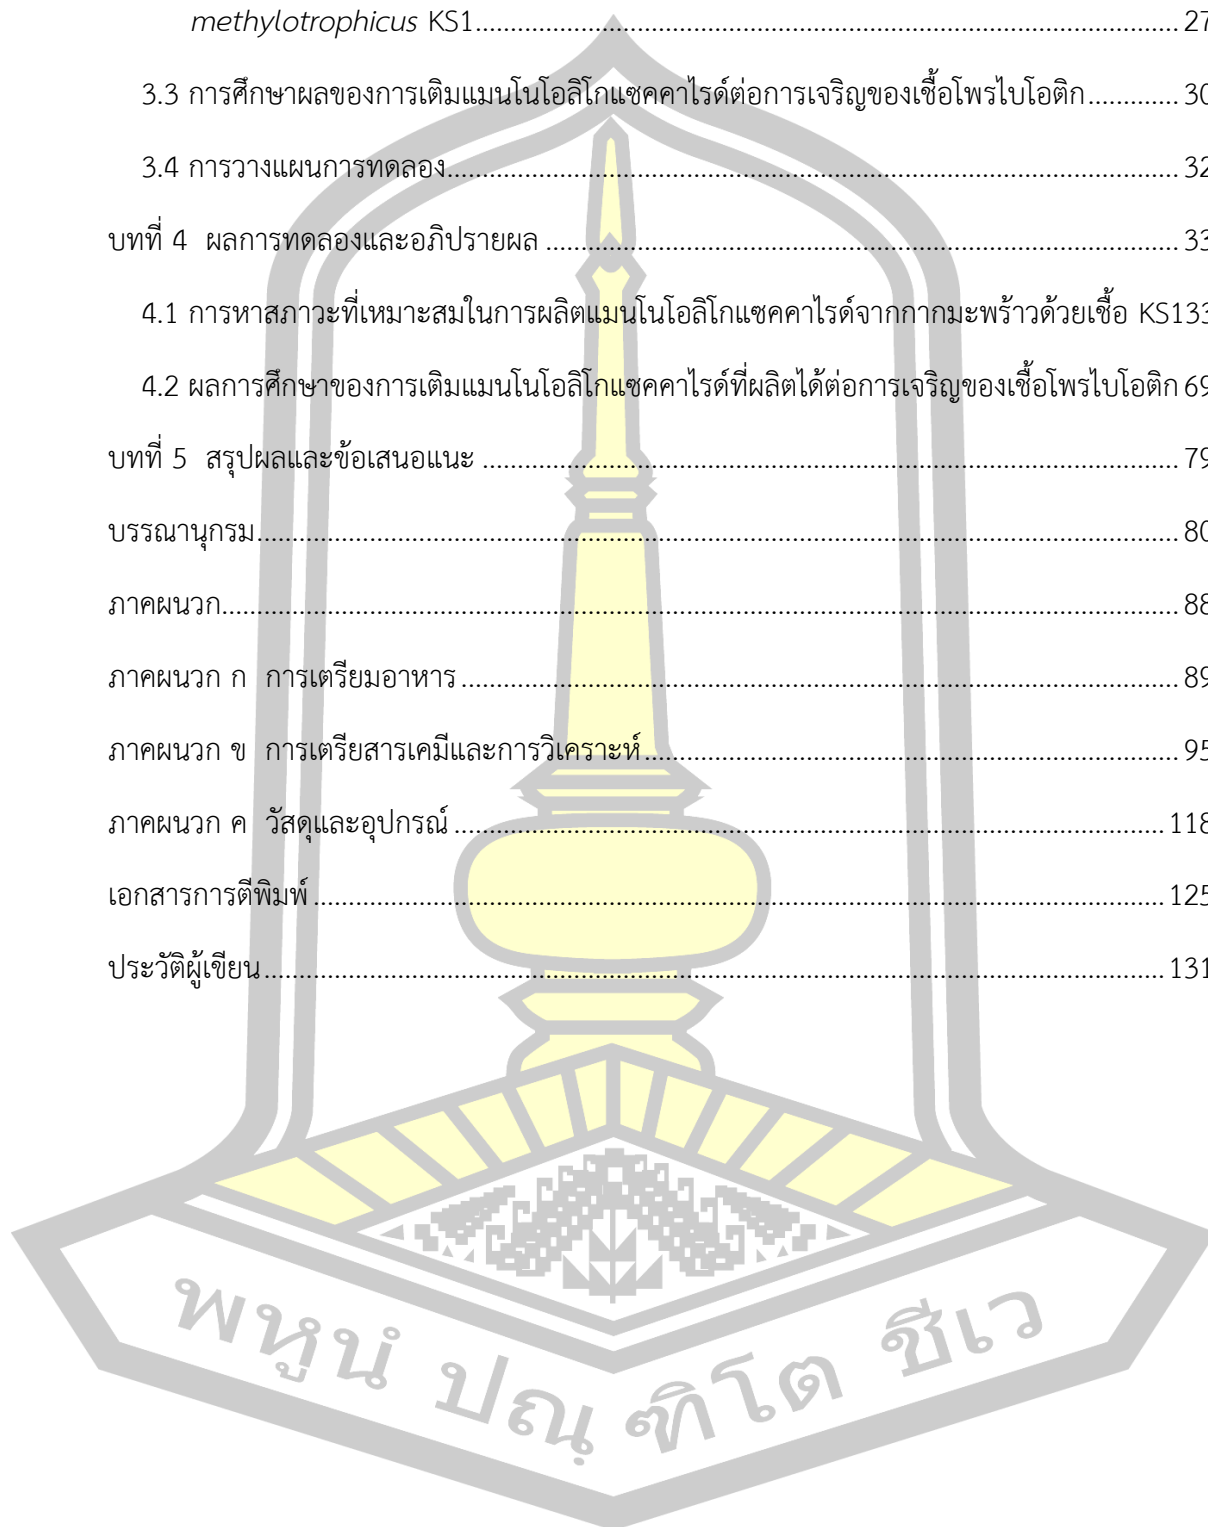 methylotrophicus KS1........................................27
3.3 การศึกษาผลของการเติมแมนโนโอลิโกแซคคาไรด์ต่อการเจริญของเชื้อโพรไบโอติก.............30
3.4 การวางแผนการทดลอง........................................32
บทที่ 4 ผลการทดลองและอภิปรายผล........................................33
4.1 การหาสภาวะที่เหมาะสมในการผลิตแมนโนโอลิโกแซคคาไรด์จากกากมะพร้าวด้วยเชื้อ KS133
4.2 ผลการศึกษาของการเติมแมนโนโอลิโกแซคคาไรด์ที่ผลิตได้ต่อการเจริญของเชื้อโพรไบโอติก 69
บทที่ 5 สรุปผลและข้อเสนอแนะ........................................79
บรรณานุกรม........................................80
ภาคผนวก........................................88
ภาคผนวก ก การเตรียมอาหาร........................................89
ภาคผนวก ข การเตรียสารเคมีและการวิเคราะห์........................................95
ภาคผนวก ค วัสดุและอุปกรณ์........................................118
เอกสารการตีพิมพ์........................................125
ประวัติผู้เขียน........................................131
พหูนํ ปณฺฑิโต ชีเว